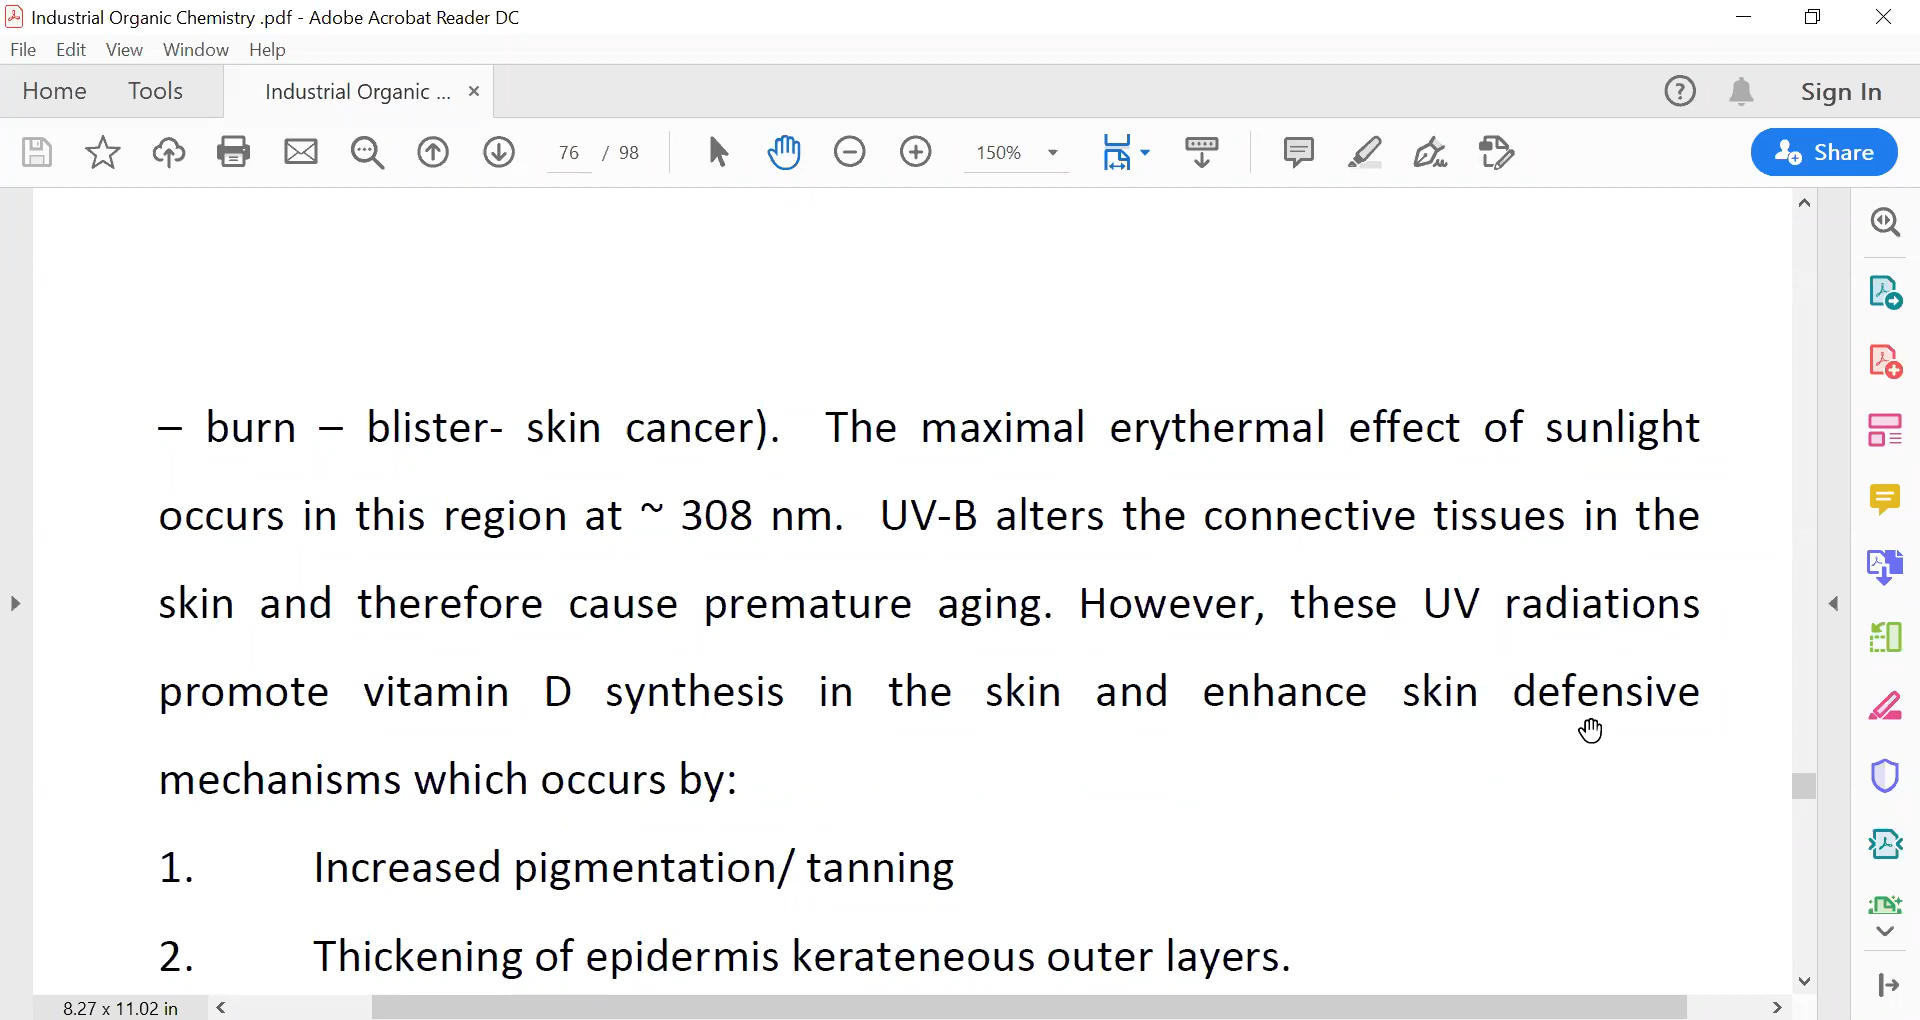 Industrial Organic Chemistry .pdf - Adobe Acrobat Reader DC
File Edit View Window Help
Home Tools Industrial Organic ... × Sign In
76 / 98 150% Share
– burn – blister- skin cancer). The maximal erythermal effect of sunlight
occurs in this region at ~ 308 nm. UV-B alters the connective tissues in the
skin and therefore cause premature aging. However, these UV radiations
promote vitamin D synthesis in the skin and enhance skin defensive
mechanisms which occurs by:
1. Increased pigmentation/ tanning
2. Thickening of epidermis kerateneous outer layers.
8.27 x 11.02 in